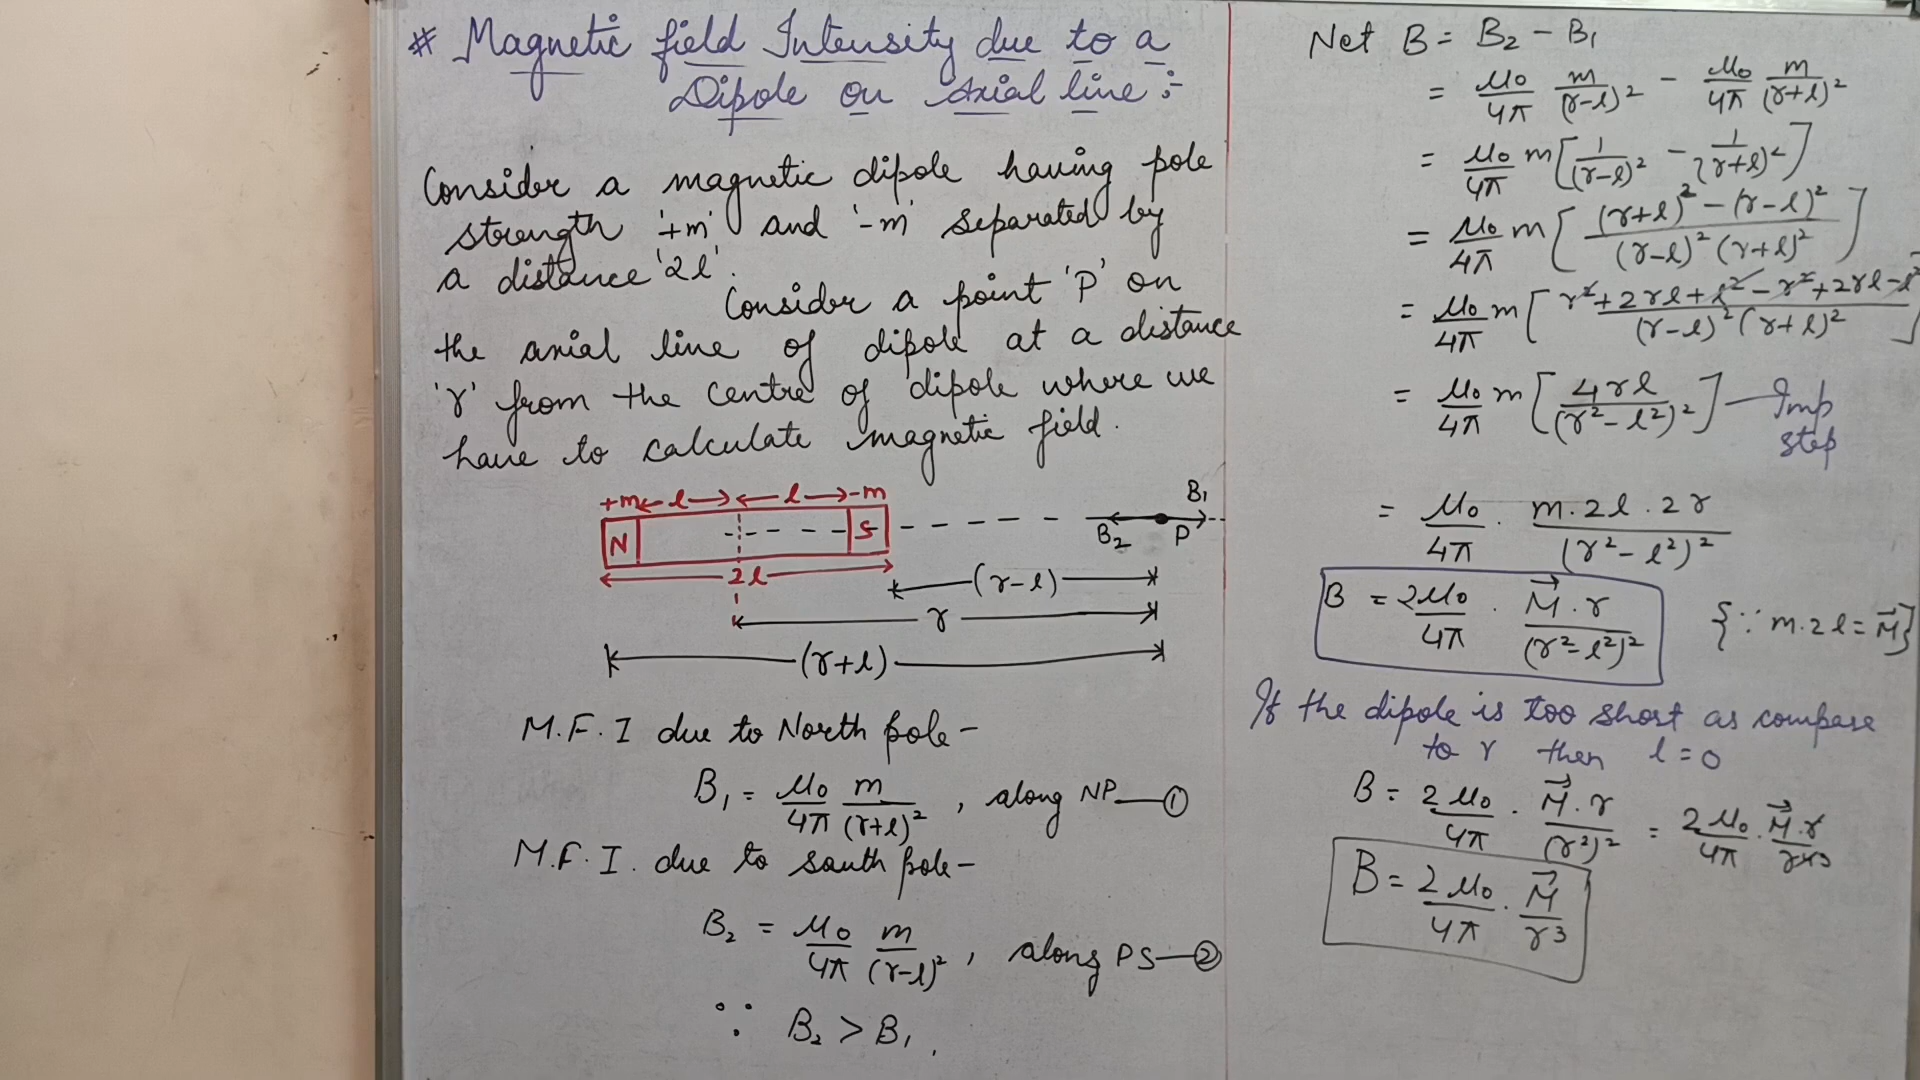 # Magnetic field Intensity due to a
Dipole on Axial line :-
Consider a magnetic dipole having pole
strength '+m' and '-m' separated by
a distance '2l'.
Consider a point 'P' on
the axial line of dipole at a distance
'r' from the centre of dipole where we
have to calculate magnetic field.
+m ← l → ← l → -m
N S
B₁
B₂ P
2l
(r-l)
r
(r+l)
M.F.I due to North pole -
B₁ = μ₀/4π m/(r+l)² , along NP — ①
M.F.I. due to south pole -
B₂ = μ₀/4π m/(r-l)² , along PS — ②
∵ B₂ > B₁.
Net B = B₂ - B₁
= μ₀/4π m/(r-l)² - μ₀/4π m/(r+l)²
= μ₀/4π m [1/(r-l)² - 1/(r+l)²]
= μ₀/4π m [((r+l)² - (r-l)²)/((r-l)² (r+l)²)]
= μ₀/4π m [(r² + 2rl + l² - r² + 2rl - l²)/((r-l)² (r+l)²)]
= μ₀/4π m [4rl/(r² - l²)²] — Imp
step
= μ₀/4π . m.2l.2r/(r² - l²)²
B = 2μ₀/4π . M⃗.r/(r² - l²)² {∵ m.2l = M⃗}
If the dipole is too short as compare
to r then l = 0
B = 2μ₀/4π . M⃗.r/(r²)² = 2μ₀/4π . M⃗.r/r⁴³
B = 2μ₀/4π . M⃗/r³